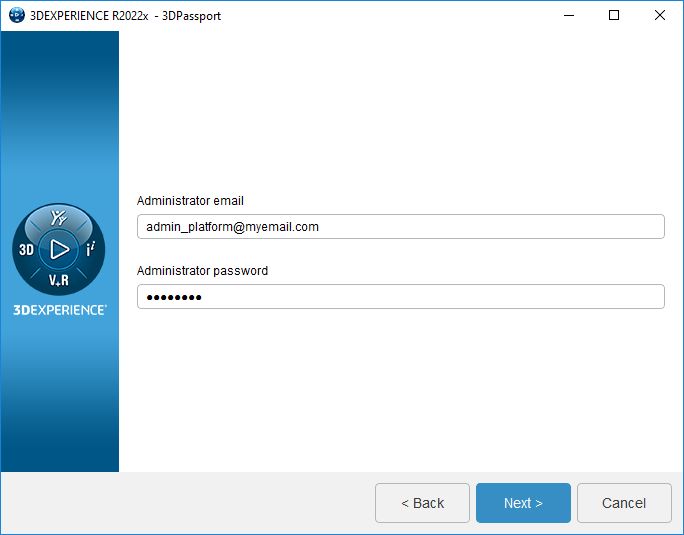 3DEXPERIENCE R2022x - 3DPassport
3D
V+R
3DEXPERIENCE
Administrator email
admin_platform@myemail.com
Administrator password
••••••••
< Back
Next >
Cancel